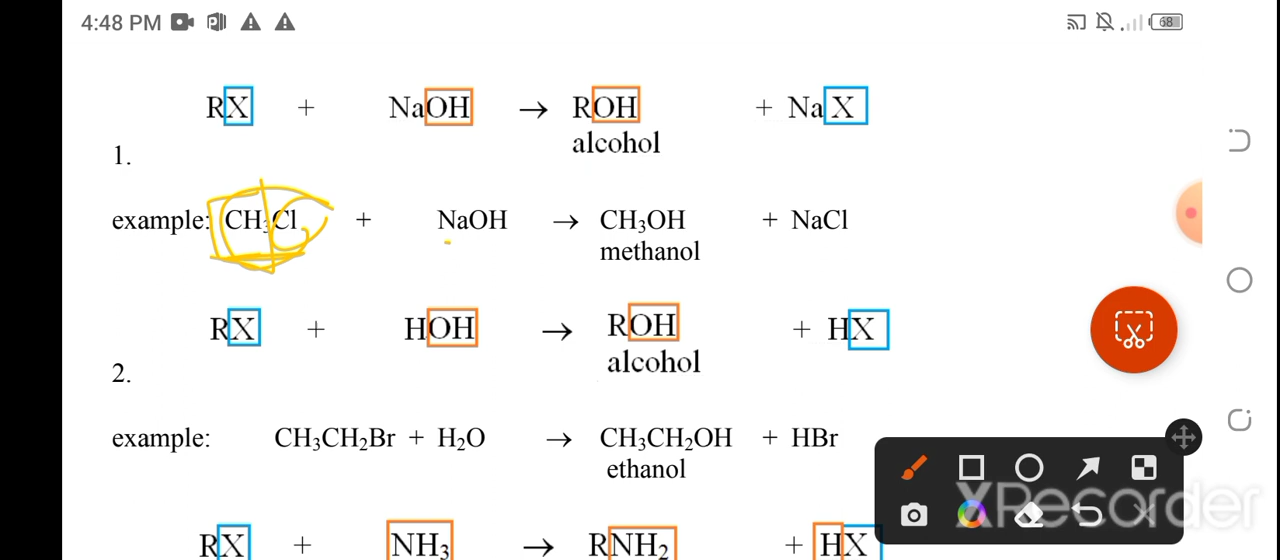 4:48 PM 68
RX + NaOH → ROH + NaX
alcohol
1.
example: CH₃Cl + NaOH → CH₃OH + NaCl
methanol
RX + HOH → ROH + HX
alcohol
2.
example: CH₃CH₂Br + H₂O → CH₃CH₂OH + HBr
ethanol
RX + NH₃ → RNH₂ + HX
XRecorder